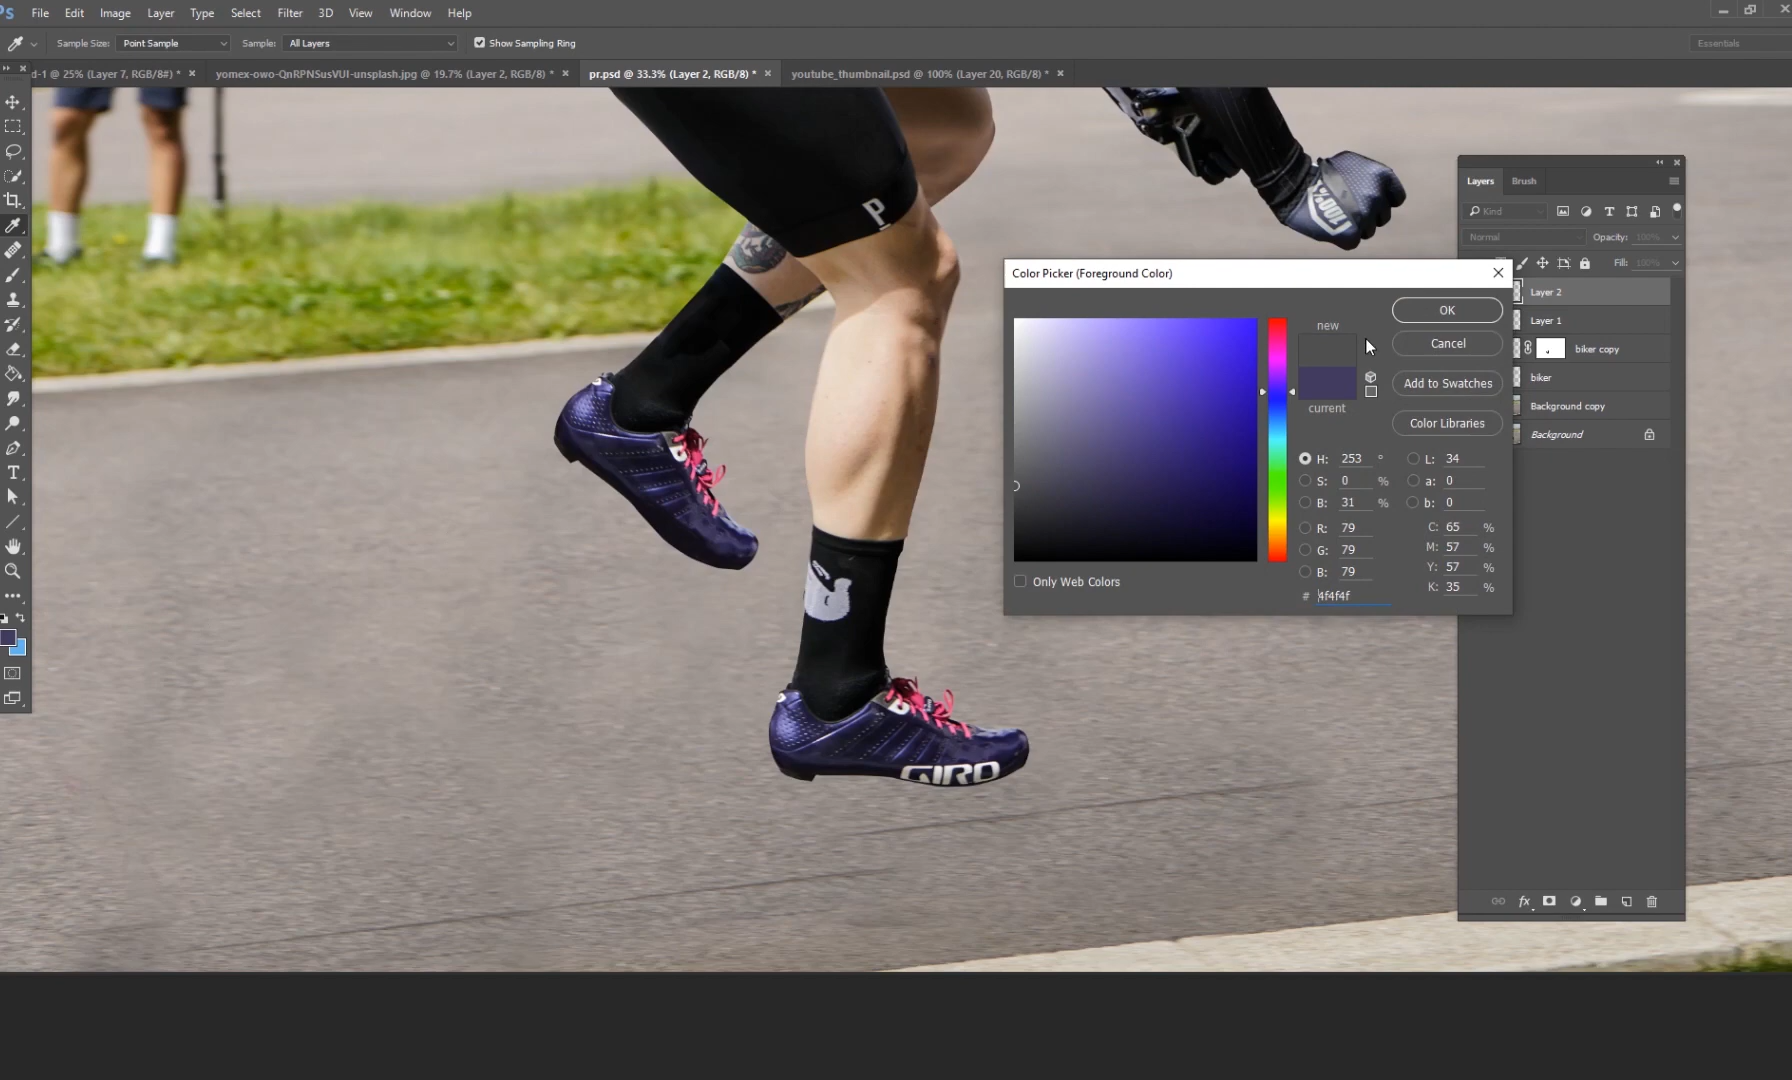 PS File Edit Image Layer Type Select Filter 3D View Window Help
Sample Size: Point Sample Sample: All Layers Show Sampling Ring Essentials
d-1 @ 25% (Layer 7, RGB/8#) * yomex-owo-QnRPNSusVUI-unsplash.jpg @ 19.7% (Layer 2, RGB/8) * pr.psd @ 33.3% (Layer 2, RGB/8) * youtube_thumbnail.psd @ 100% (Layer 20, RGB/8) *
P
100%
GIRO
Color Picker (Foreground Color)
new
current
OK
Cancel
Add to Swatches
Color Libraries
H: 253 ° L: 34
S: 0 % a: 0
B: 31 % b: 0
R: 79 C: 65 %
G: 79 M: 57 %
B: 79 Y: 57 %
# 4f4f4f K: 35 %
Only Web Colors
Layers Brush
Kind
Normal Opacity: 100%
Fill: 100%
Layer 2
Layer 1
biker copy
biker
Background copy
Background
fx